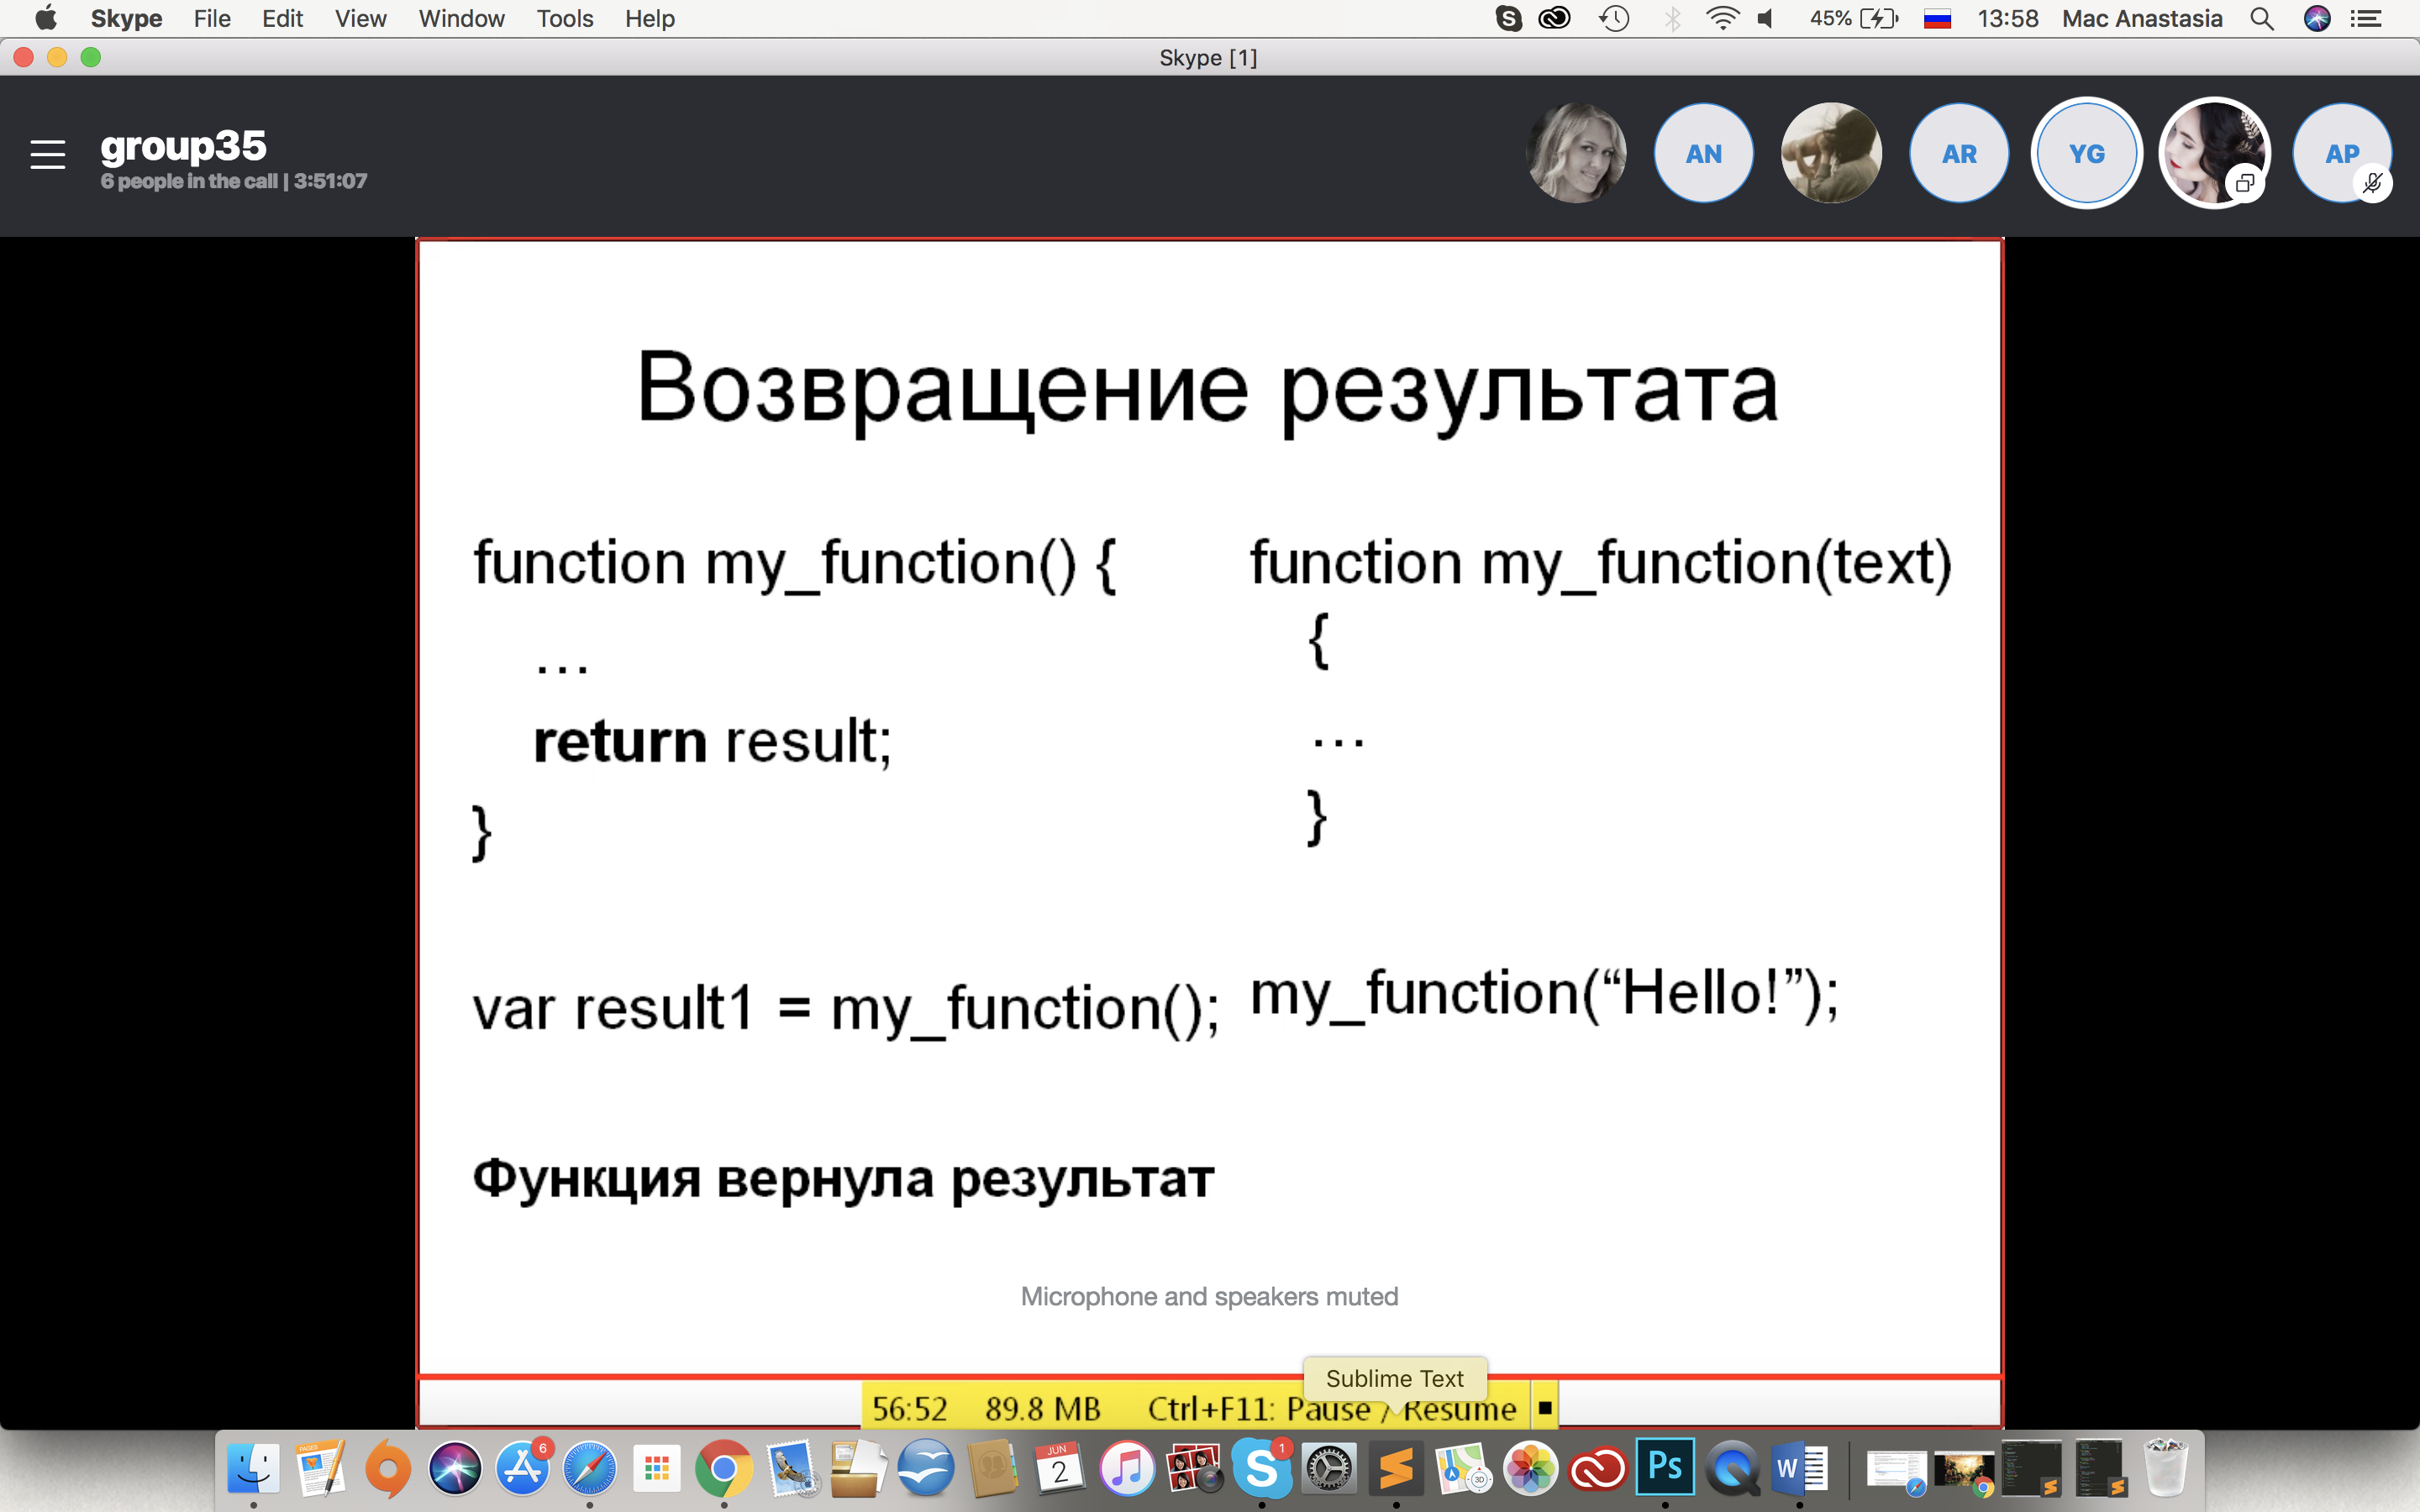 Skype File Edit View Window Tools Help 45% 13:58 Mac Anastasia
Skype [1]
group35
6 people in the call | 3:51:07
AN AR YG AP
Возвращение результата
function my_function() {
...
return result;
}
var result1 = my_function();
Функция вернула результат
function my_function(text)
{
...
}
my_function(“Hello!”);
Microphone and speakers muted
Sublime Text
56:52 89.8 MB Ctrl+F11: Pause / Resume
PAGES 6 JUN 2 S 1 3D Ps W